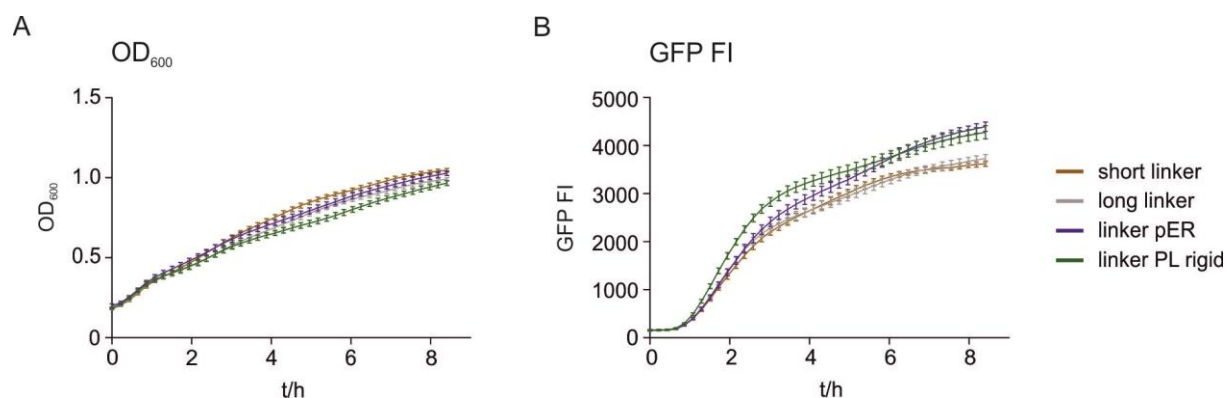 A
OD600
1.5
1.0
0.5
0
OD600
0 2 4 6 8
t/h
B
GFP FI
5000
4000
3000
2000
1000
0
GFP FI
0 2 4 6 8
t/h
short linker
long linker
linker pER
linker PL rigid